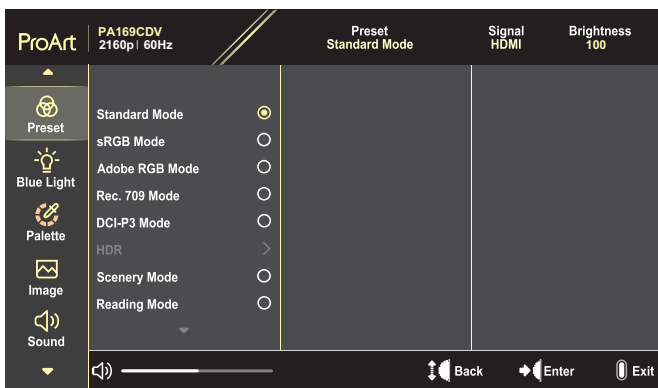 ProArt
PA169CDV
2160p | 60Hz
Preset
Standard Mode
Signal
HDMI
Brightness
100
Preset
Blue Light
Palette
Image
Sound
Standard Mode
sRGB Mode
Adobe RGB Mode
Rec. 709 Mode
DCI-P3 Mode
HDR
Scenery Mode
Reading Mode
Back
Enter
Exit